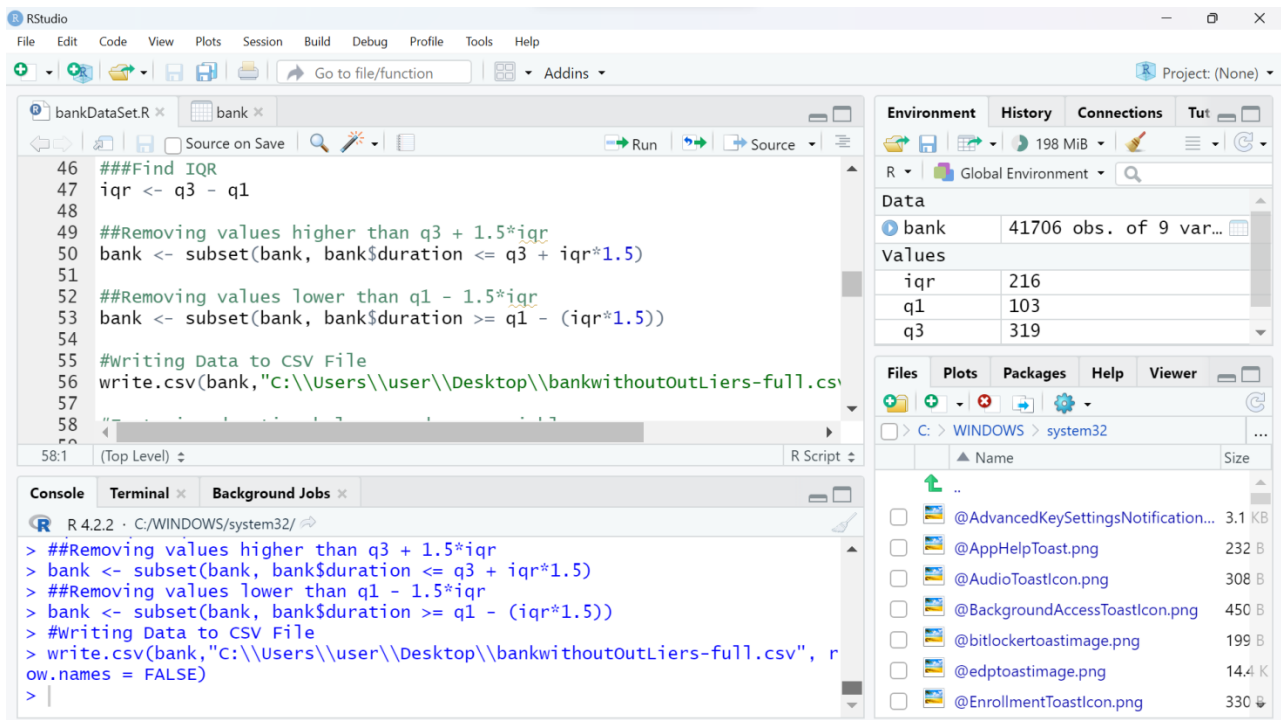 RStudio
File Edit Code View Plots Session Build Debug Profile Tools Help
Go to file/function
Addins
Project: (None)
bankDataSet.R
bank
Source on Save
Run
Source
46 ###Find IQR
47 iqr <- q3 - q1
48
49 ##Removing values higher than q3 + 1.5*iqr
50 bank <- subset(bank, bank$duration <= q3 + iqr*1.5)
51
52 ##Removing values lower than q1 - 1.5*iqr
53 bank <- subset(bank, bank$duration >= q1 - (iqr*1.5))
54
55 #Writing Data to CSV File
56 write.csv(bank,"C:\\Users\\user\\Desktop\\bankwithoutOutLiers-full.csv
57
58
58:1 (Top Level) R Script
Console Terminal Background Jobs
R 4.2.2 · C:/WINDOWS/system32/
> ##Removing values higher than q3 + 1.5*iqr
> bank <- subset(bank, bank$duration <= q3 + iqr*1.5)
> ##Removing values lower than q1 - 1.5*iqr
> bank <- subset(bank, bank$duration >= q1 - (iqr*1.5))
> #Writing Data to CSV File
> write.csv(bank,"C:\\Users\\user\\Desktop\\bankwithoutOutLiers-full.csv", r
ow.names = FALSE)
>
Environment History Connections Tut
198 MiB
R Global Environment
Data
bank 41706 obs. of 9 var…
Values
iqr 216
q1 103
q3 319
Files Plots Packages Help Viewer
C: > WINDOWS > system32 ...
Name Size
..
@AdvancedKeySettingsNotification... 3.1 KB
@AppHelpToast.png 232 B
@AudioToastIcon.png 308 B
@BackgroundAccessToastIcon.png 450 B
@bitlockertoastimage.png 199 B
@edptoastimage.png 14.4 K
@EnrollmentToastIcon.png 330 B